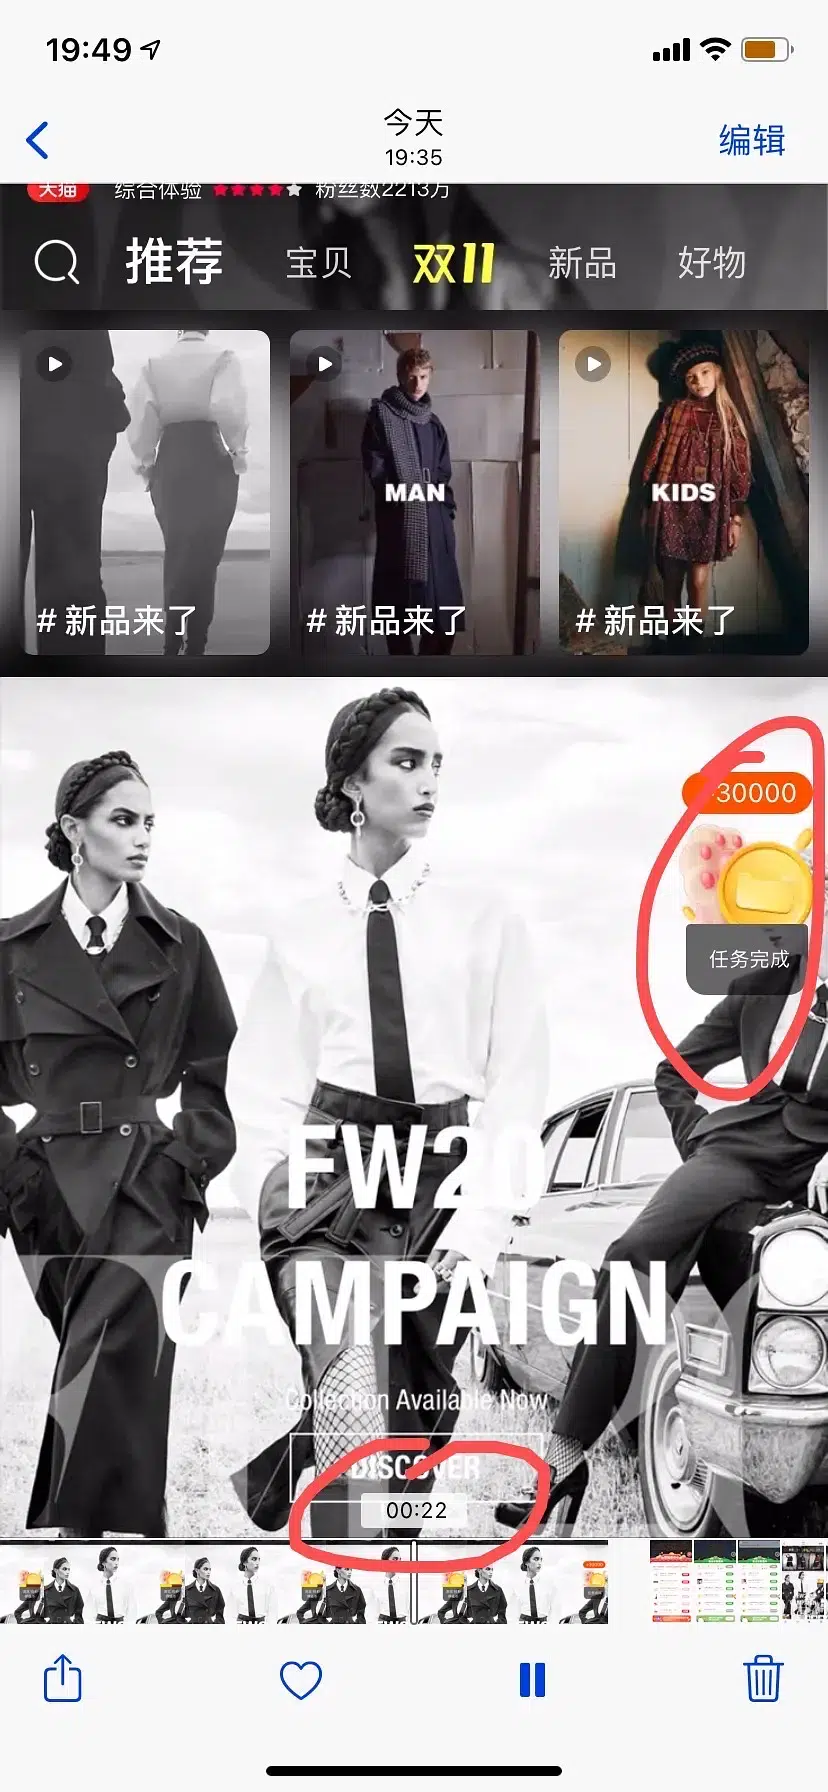 19:49
今天
19:35
编辑
天猫 综合体验 粉丝数2213万
推荐 宝贝 双11 新品 好物
MAN
KIDS
# 新品来了 # 新品来了 # 新品来了
30000
任务完成
FW20
CAMPAIGN
Collection Available Now
DISCOVER
00:22